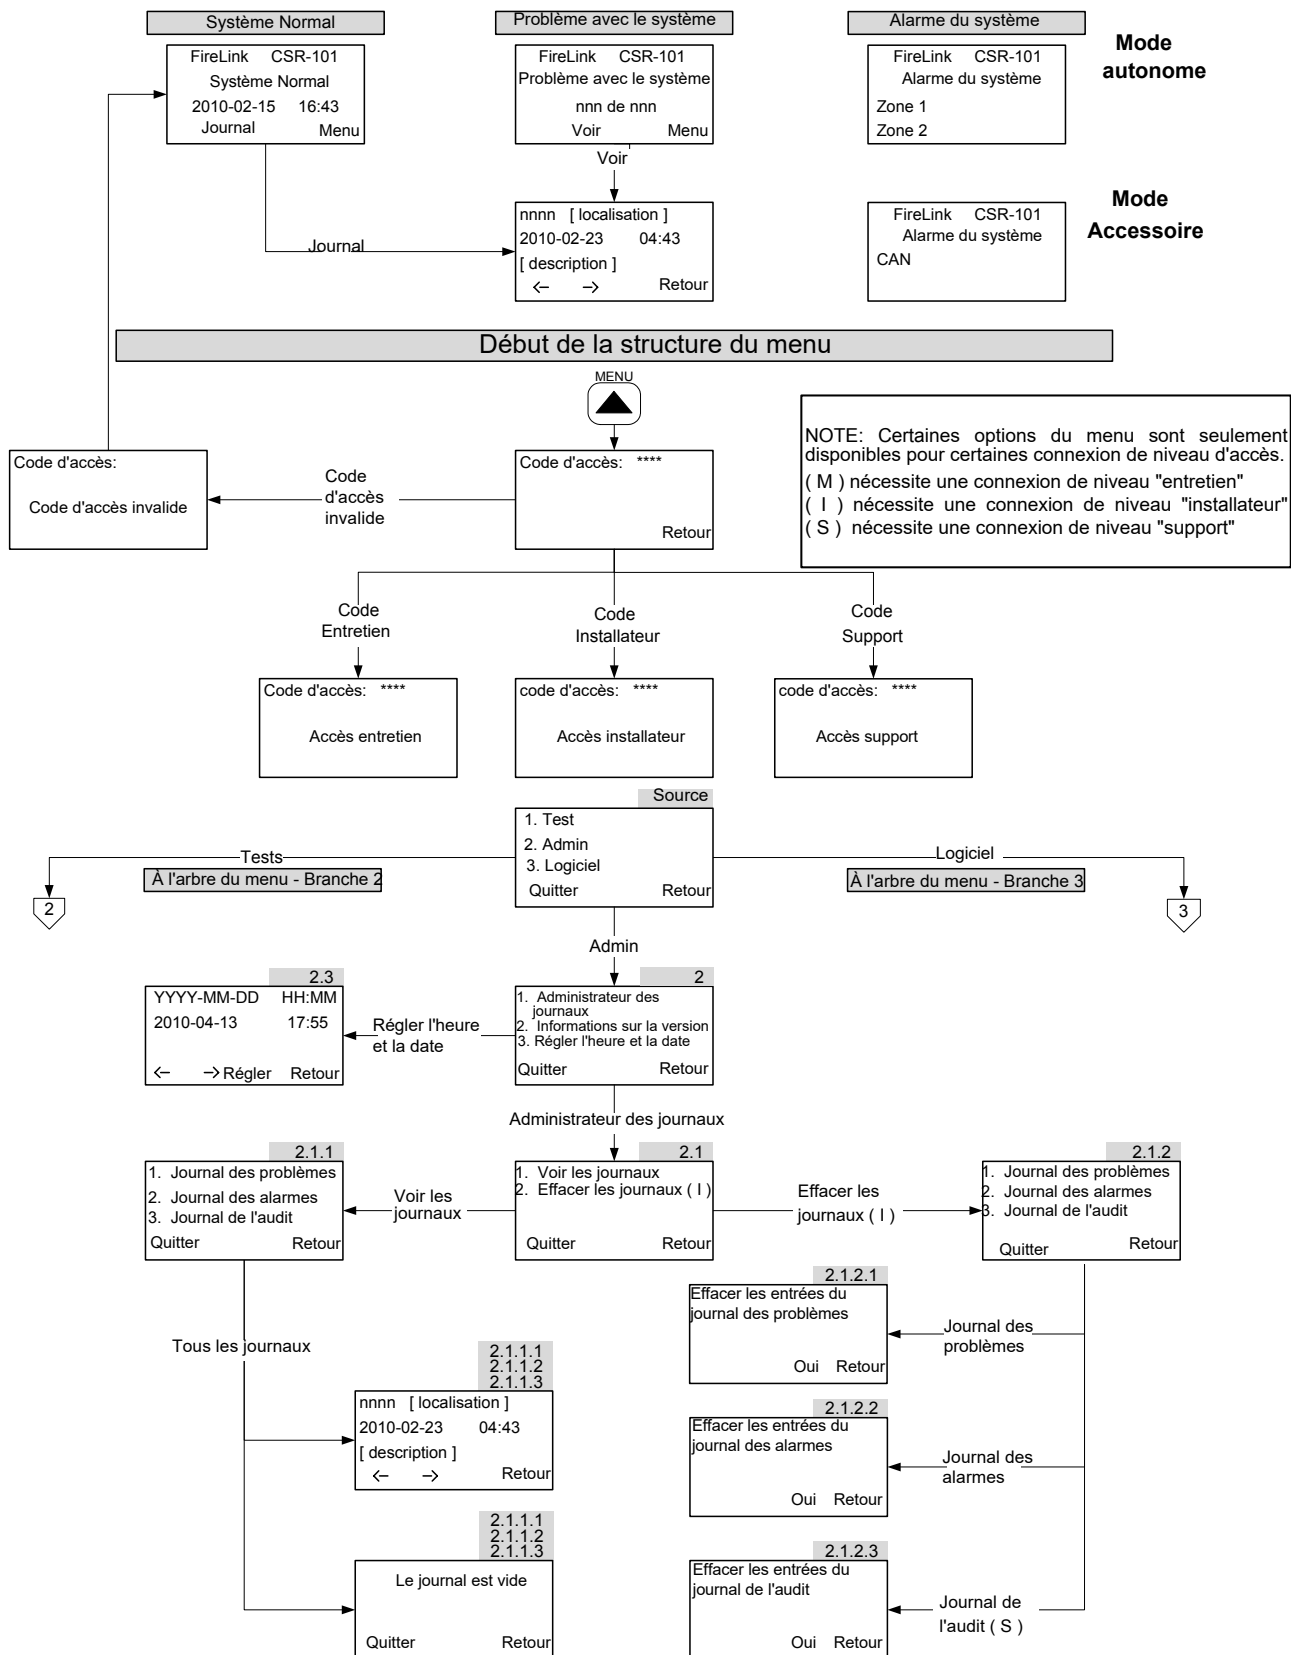 Système Normal
Problème avec le système
Alarme du système
Mode
autonome
FireLink CSR-101
Système Normal
2010-02-15 16:43
Journal Menu
FireLink CSR-101
Problème avec le système
nnn de nnn
Voir Menu
FireLink CSR-101
Alarme du système
Zone 1
Zone 2
Voir
Journal
nnnn [ localisation ]
2010-02-23 04:43
[ description ]
<– –> Retour
FireLink CSR-101
Alarme du système
CAN
Mode
Accessoire
Début de la structure du menu
MENU
Code d'accès:
Code d'accès invalide
Code
d'accès
invalide
Code d'accès: ****
Retour
NOTE: Certaines options du menu sont seulement
disponibles pour certaines connexion de niveau d'accès.
( M ) nécessite une connexion de niveau "entretien"
( I ) nécessite une connexion de niveau "installateur"
( S ) nécessite une connexion de niveau "support"
Code
Entretien
Code
Installateur
Code
Support
Code d'accès: ****
Accès entretien
code d'accès: ****
Accès installateur
code d'accès: ****
Accès support
Source
1. Test
2. Admin
3. Logiciel
Quitter Retour
Tests
À l'arbre du menu - Branche 2
2
Logiciel
À l'arbre du menu - Branche 3
3
Admin
2.3
YYYY-MM-DD HH:MM
2010-04-13 17:55
<– –> Régler Retour
Régler l'heure
et la date
2
1. Administrateur des
journaux
2. Informations sur la version
3. Régler l'heure et la date
Quitter Retour
Administrateur des journaux
2.1.1
1. Journal des problèmes
2. Journal des alarmes
3. Journal de l'audit
Quitter Retour
Voir les
journaux
2.1
1. Voir les journaux
2. Effacer les journaux ( I )
Quitter Retour
Effacer les
journaux ( I )
2.1.2
1. Journal des problèmes
2. Journal des alarmes
3. Journal de l'audit
Quitter Retour
Tous les journaux
2.1.1.1
2.1.1.2
2.1.1.3
nnnn [ localisation ]
2010-02-23 04:43
[ description ]
<– –> Retour
2.1.1.1
2.1.1.2
2.1.1.3
Le journal est vide
Quitter Retour
2.1.2.1
Effacer les entrées du
journal des problèmes
Oui Retour
Journal des
problèmes
2.1.2.2
Effacer les entrées du
journal des alarmes
Oui Retour
Journal des
alarmes
2.1.2.3
Effacer les entrées du
journal de l'audit
Oui Retour
Journal de
l'audit ( S )